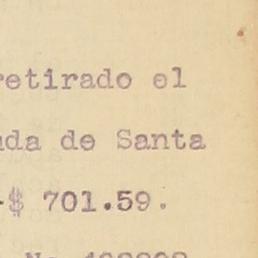 retirado el
da de Santa
-$ 701.59.